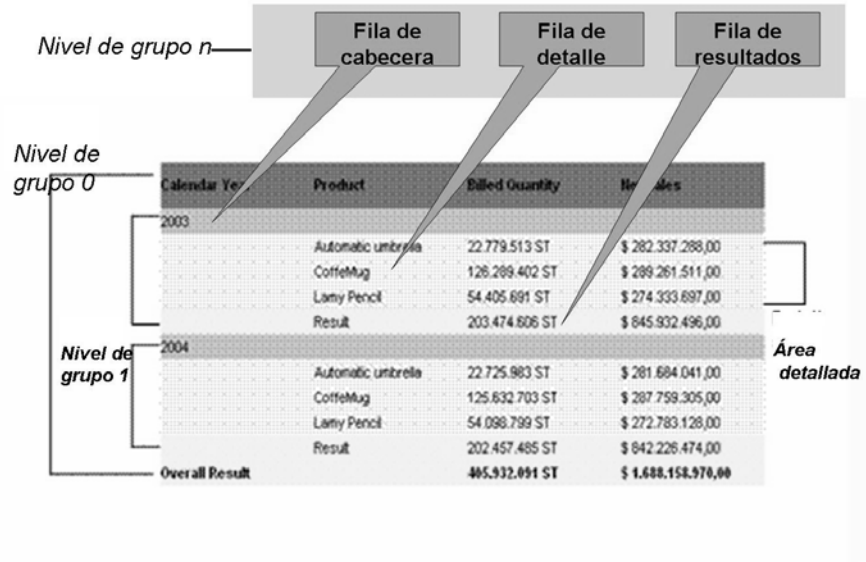 Nivel de grupo n
Fila de
cabecera
Fila de
detalle
Fila de
resultados
Nivel de
grupo 0
Calendar Year Product Billed Quantity Net Sales
2003
Automatic umbrella 22.779.513 ST $ 282.337.288,00
CoffeMug 126.289.402 ST $ 289.261.511,00
Lamy Pencil 54.405.691 ST $ 274.333.697,00
Result 203.474.606 ST $ 845.932.496,00
2004
Automatic umbrella 22.725.983 ST $ 281.684.041,00
CoffeMug 125.632.703 ST $ 287.759.305,00
Lamy Pencil 54.098.799 ST $ 272.783.128,00
Result 202.457.485 ST $ 842.226.474,00
Overall Result 405.932.091 ST $ 1.688.158.970,00
Nivel de
grupo 1
Área
detallada